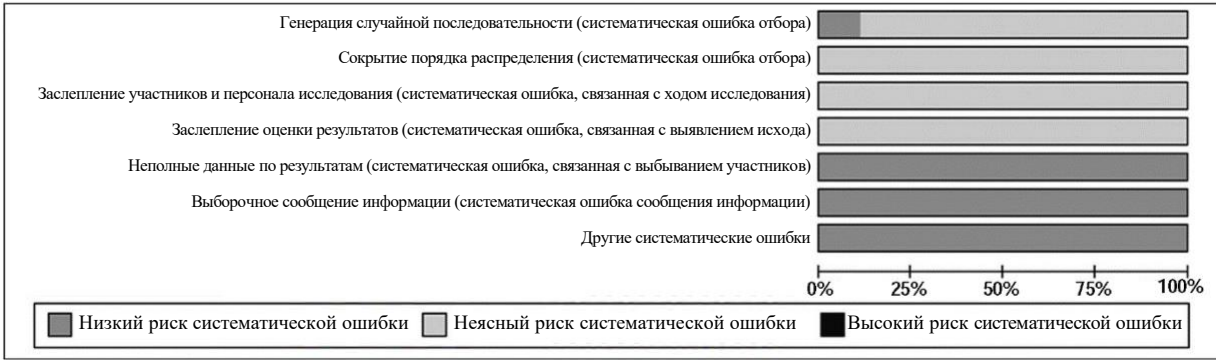 Генерация случайной последовательности (систематическая ошибка отбора)
Сокрытие порядка распределения (систематическая ошибка отбора)
Заслепление участников и персонала исследования (систематическая ошибка, связанная с ходом исследования)
Заслепление оценки результатов (систематическая ошибка, связанная с выявлением исхода)
Неполные данные по результатам (систематическая ошибка, связанная с выбыванием участников)
Выборочное сообщение информации (систематическая ошибка сообщения информации)
Другие систематические ошибки
0% 25% 50% 75% 100%
Низкий риск систематической ошибки Неясный риск систематической ошибки Высокий риск систематической ошибки